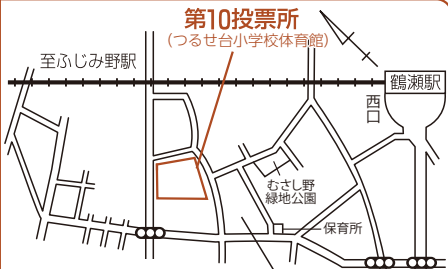 第10投票所
(つるせ台小学校体育館)
至ふじみ野駅
鶴瀬駅
西口
むさし野
緑地公園
保育所